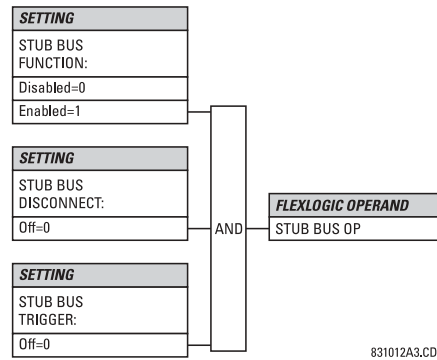 SETTING
STUB BUS
FUNCTION:
Disabled=0
Enabled=1
SETTING
STUB BUS
DISCONNECT:
Off=0
AND
FLEXLOGIC OPERAND
STUB BUS OP
SETTING
STUB BUS
TRIGGER:
Off=0
831012A3.CD